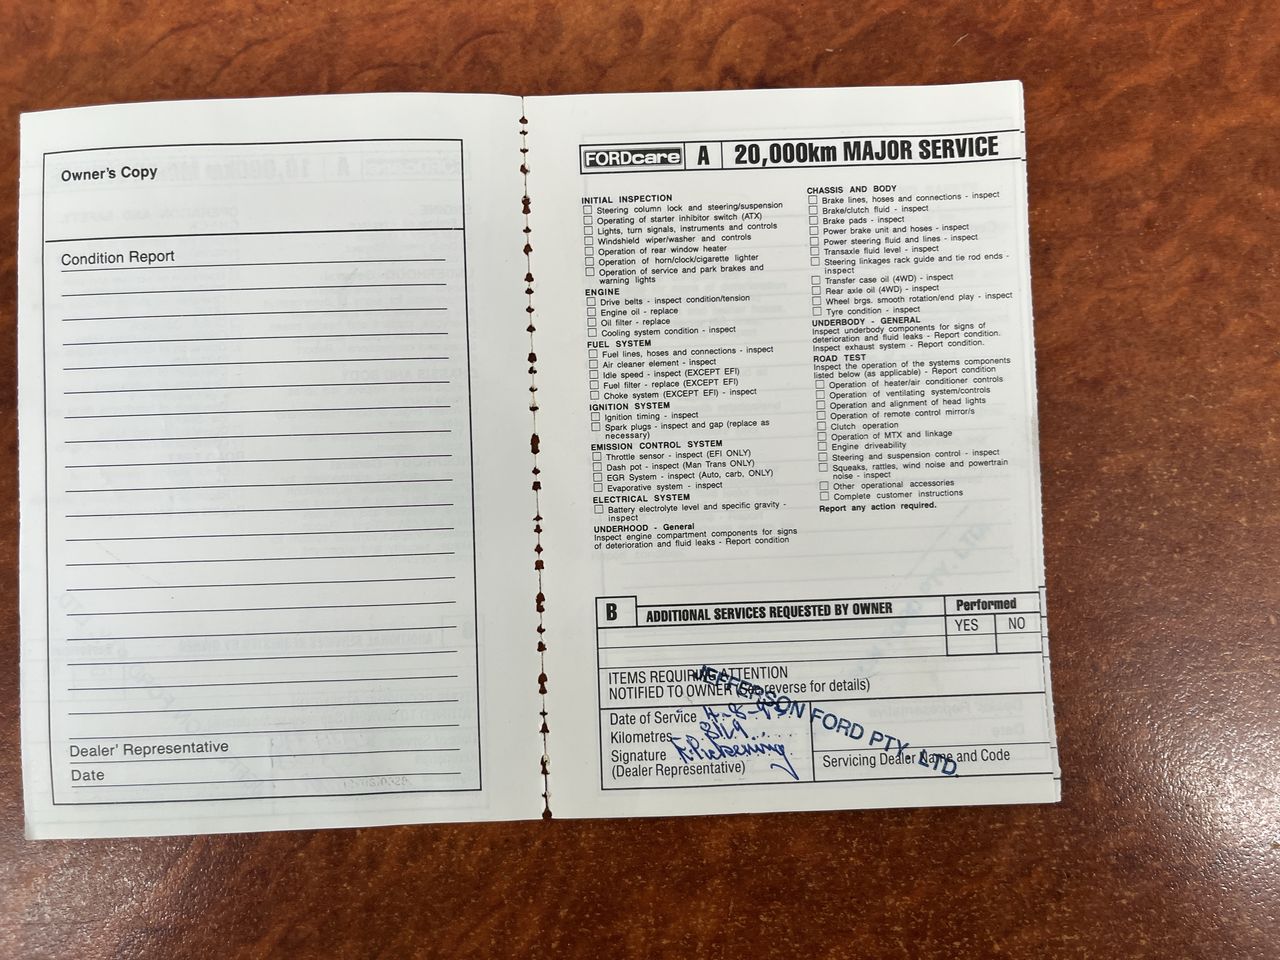 Owner's Copy
Condition Report
Dealer' Representative
Date
FORDcare A 20,000km MAJOR SERVICE
INITIAL INSPECTION
Steering column lock and steering/suspension
Operating of starter inhibitor switch (ATX)
Lights, turn signals, instruments and controls
Windshield wiper/washer and controls
Operation of rear window heater
Operation of horn/clock/cigarette lighter
Operation of service and park brakes and
warning lights
ENGINE
Drive belts - inspect condition/tension
Engine oil - replace
Oil filter - replace
Cooling system condition - inspect
FUEL SYSTEM
Fuel lines, hoses and connections - inspect
Air cleaner element - inspect
Idle speed - inspect (EXCEPT EFI)
Fuel filter - replace (EXCEPT EFI)
Choke system (EXCEPT EFI) - inspect
IGNITION SYSTEM
Ignition timing - inspect
Spark plugs - inspect and gap (replace as
necessary)
EMISSION CONTROL SYSTEM
Throttle sensor - inspect (EFI ONLY)
Dash pot - inspect (Man Trans ONLY)
EGR System - inspect (Auto, carb, ONLY)
Evaporative system - inspect
ELECTRICAL SYSTEM
Battery electrolyte level and specific gravity -
inspect
UNDERHOOD - General
Inspect engine compartment components for signs
of deterioration and fluid leaks - Report condition
CHASSIS AND BODY
Brake lines, hoses and connections - inspect
Brake/clutch fluid - inspect
Brake pads - inspect
Power brake unit and hoses - inspect
Power steering fluid and lines - inspect
Transaxle fluid level - inspect
Steering linkages rack guide and tie rod ends -
inspect
Transfer case oil (4WD) - inspect
Rear axle oil (4WD) - inspect
Wheel brgs. smooth rotation/end play - inspect
Tyre condition - inspect
UNDERBODY - GENERAL
Inspect underbody components for signs of
deterioration and fluid leaks - Report condition.
Inspect exhaust system - Report condition.
ROAD TEST
Inspect the operation of the systems components
listed below (as applicable) - Report condition
Operation of heater/air conditioner controls
Operation of ventilating system/controls
Operation and alignment of head lights
Operation of remote control mirror/s
Clutch operation
Operation of MTX and linkage
Engine driveability
Steering and suspension control - inspect
Squeaks, rattles, wind noise and powertrain
noise - inspect
Other operational accessories
Complete customer instructions
Report any action required.
B ADDITIONAL SERVICES REQUESTED BY OWNER Performed
YES NO
ITEMS REQUIRING ATTENTION
NOTIFIED TO OWNER (see reverse for details)
JEFFERSON FORD PTY. LTD.
Date of Service
Kilometres
Signature
(Dealer Representative)
Servicing Dealer Name and Code